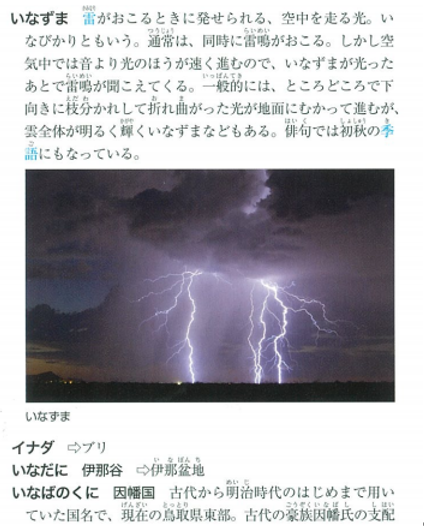 いなずま　雷がおこるときに発せられる、空中を走る光。い
なびかりともいう。通常は、同時に雷鳴がおこる。しかし空
気中では音より光のほうが速く進むので、いなずまが光った
あとで雷鳴が聞こえてくる。一般的には、ところどころで下
向きに枝分かれして折れ曲がった光が地面にむかって進むが、
雲全体が明るく輝くいなずまなどもある。俳句では初秋の季
語にもなっている。
いなずま
イナダ　⇨ブリ
いなだに　伊那谷　⇨伊那盆地
いなばのくに　因幡国　古代から明治時代のはじめまで用い
ていた国名で、現在の鳥取県東部。古代の豪族因幡氏の支配